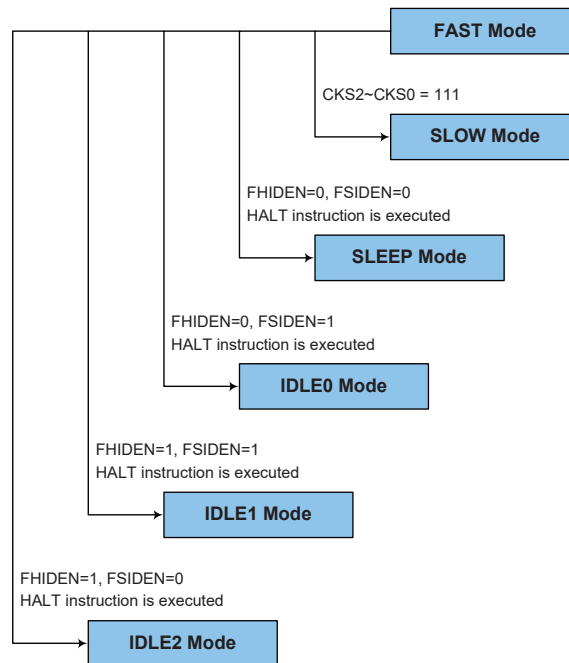 FAST Mode
CKS2~CKS0 = 111
SLOW Mode
FHIDEN=0, FSIDEN=0
HALT instruction is executed
SLEEP Mode
FHIDEN=0, FSIDEN=1
HALT instruction is executed
IDLE0 Mode
FHIDEN=1, FSIDEN=1
HALT instruction is executed
IDLE1 Mode
FHIDEN=1, FSIDEN=0
HALT instruction is executed
IDLE2 Mode